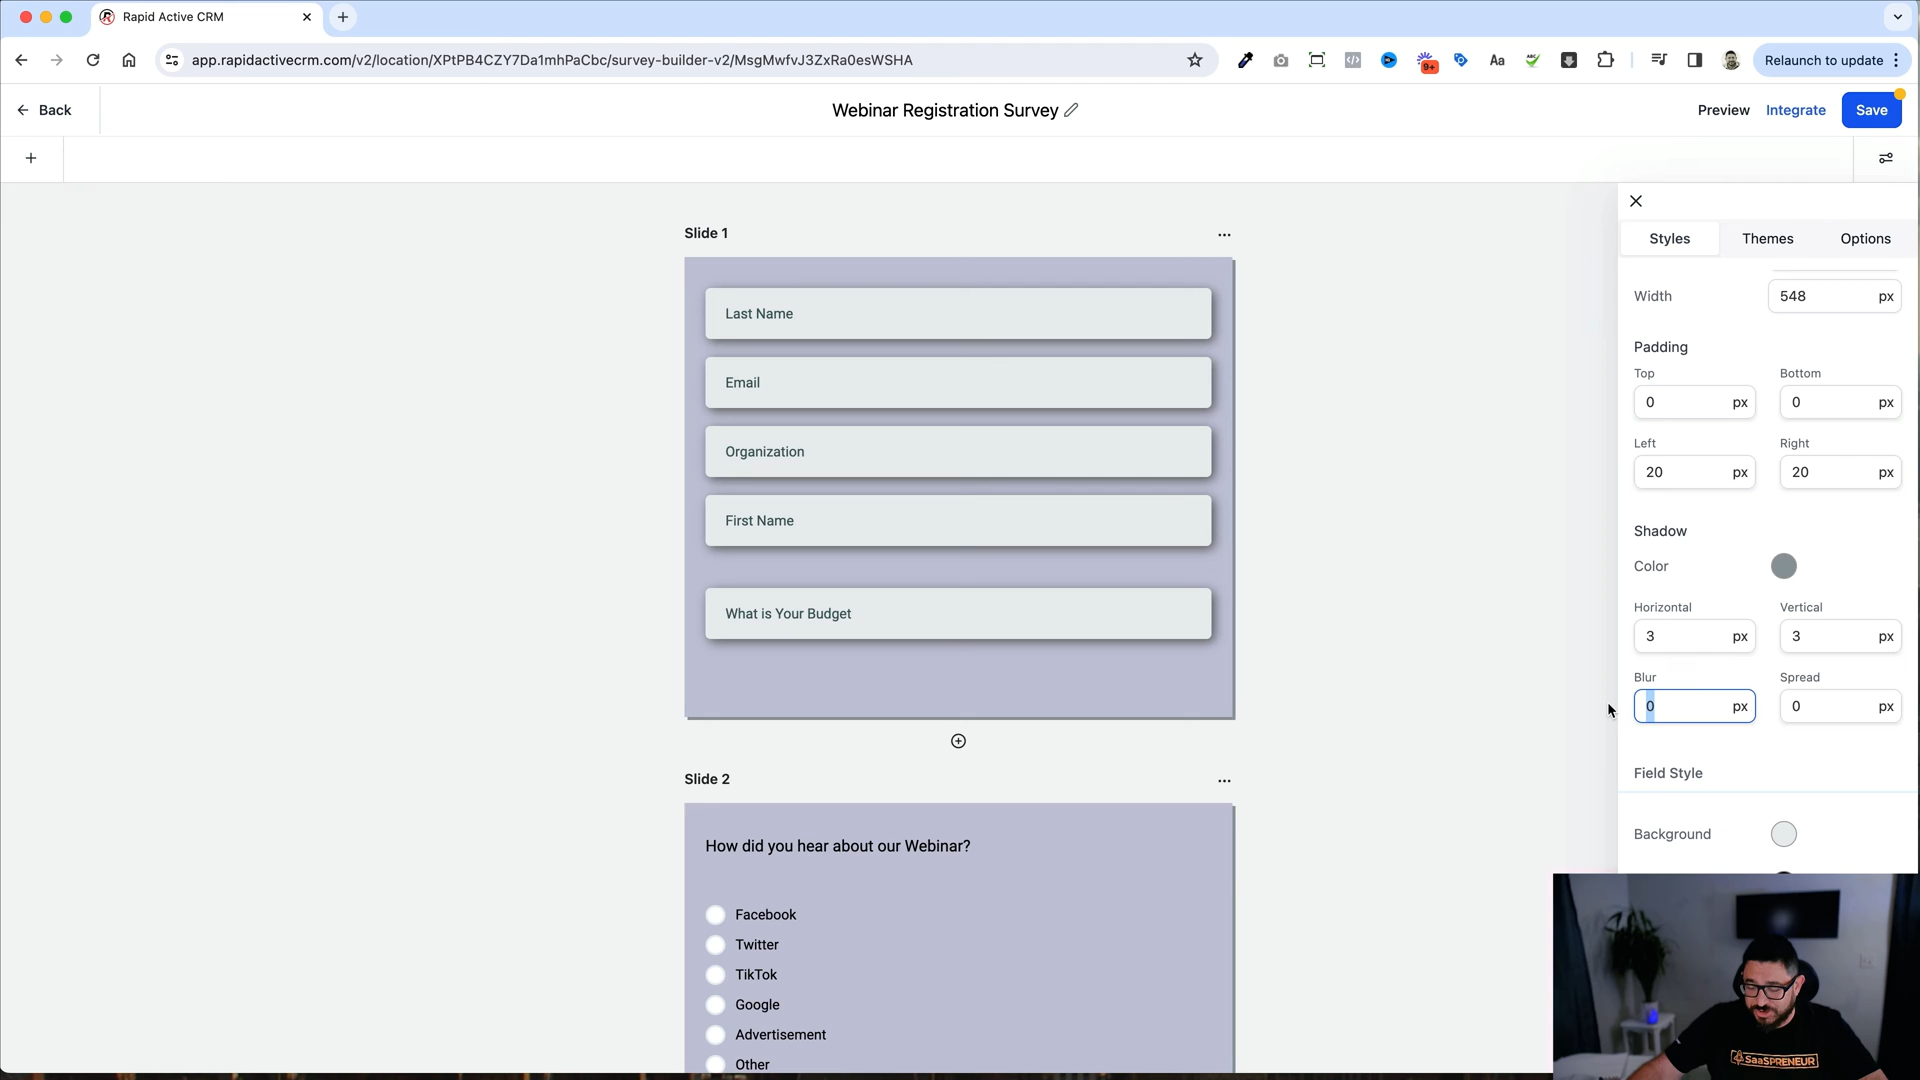 Rapid Active CRM
app.rapidactivecrm.com/v2/location/XPtPB4CZY7Da1mhPaCbc/survey-builder-v2/MsgMwfvJ3ZxRa0esWSHA
9+
Aa
Relaunch to update
Back
Webinar Registration Survey
Preview
Integrate
Save
Slide 1
...
Last Name
Email
Organization
First Name
What is Your Budget
Slide 2
...
How did you hear about our Webinar?
Facebook
Twitter
TikTok
Google
Advertisement
Other
Styles
Themes
Options
Width
548 px
Padding
Top
Bottom
0 px
0 px
Left
Right
20 px
20 px
Shadow
Color
Horizontal
Vertical
3 px
3 px
Blur
Spread
0 px
0 px
Field Style
Background
SaaSPRENEUR